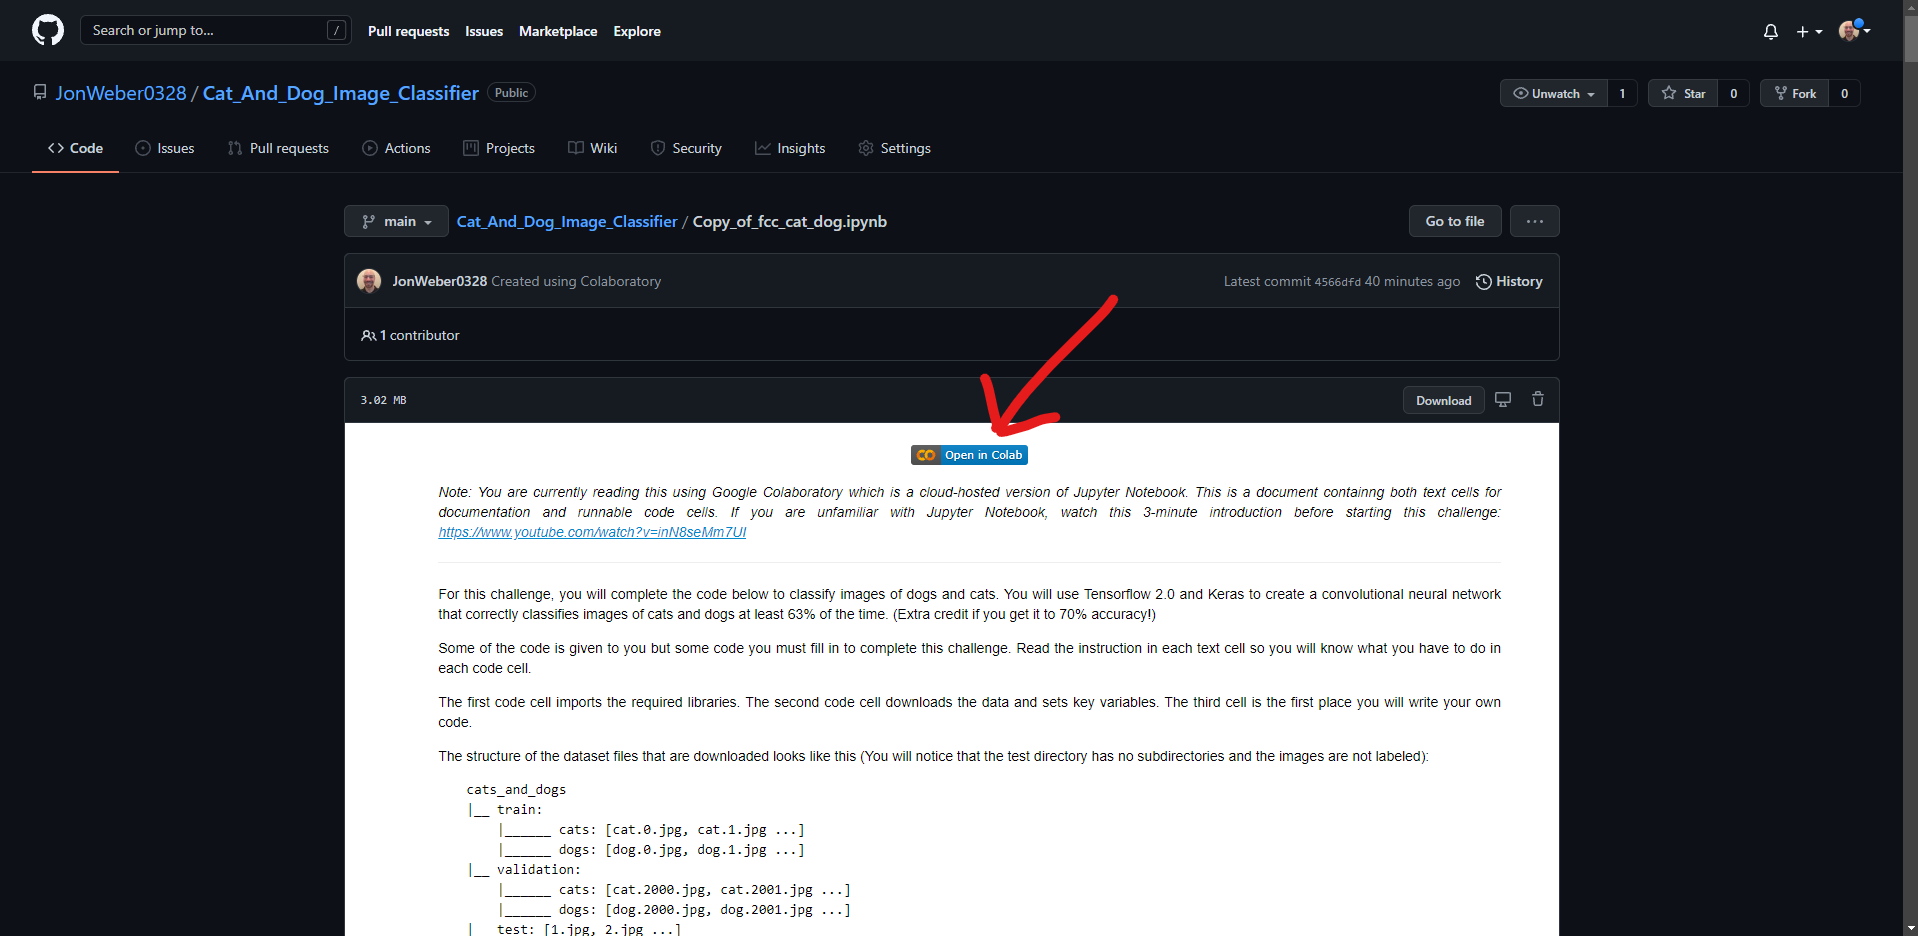 Search or jump to... /
Pull requests Issues Marketplace Explore
JonWeber0328 / Cat_And_Dog_Image_Classifier Public
Unwatch 1 Star 0 Fork 0
Code Issues Pull requests Actions Projects Wiki Security Insights Settings
main Cat_And_Dog_Image_Classifier / Copy_of_fcc_cat_dog.ipynb Go to file ...
JonWeber0328 Created using Colaboratory Latest commit 4566dfd 40 minutes ago History
1 contributor
3.02 MB Download
Open in Colab
Note: You are currently reading this using Google Colaboratory which is a cloud-hosted version of Jupyter Notebook. This is a document containng both text cells for
documentation and runnable code cells. If you are unfamiliar with Jupyter Notebook, watch this 3-minute introduction before starting this challenge:
https://www.youtube.com/watch?v=inN8seMm7UI
For this challenge, you will complete the code below to classify images of dogs and cats. You will use Tensorflow 2.0 and Keras to create a convolutional neural network
that correctly classifies images of cats and dogs at least 63% of the time. (Extra credit if you get it to 70% accuracy!)
Some of the code is given to you but some code you must fill in to complete this challenge. Read the instruction in each text cell so you will know what you have to do in
each code cell.
The first code cell imports the required libraries. The second code cell downloads the data and sets key variables. The third cell is the first place you will write your own
code.
The structure of the dataset files that are downloaded looks like this (You will notice that the test directory has no subdirectories and the images are not labeled):
cats_and_dogs
|__ train:
|______ cats: [cat.0.jpg, cat.1.jpg ...]
|______ dogs: [dog.0.jpg, dog.1.jpg ...]
|__ validation:
|______ cats: [cat.2000.jpg, cat.2001.jpg ...]
|______ dogs: [dog.2000.jpg, dog.2001.jpg ...]
| test: [1.jpg, 2.jpg ...]